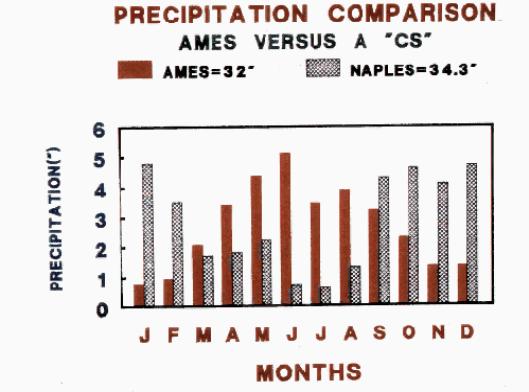 PRECIPITATION COMPARISON
AMES VERSUS A "CS"
AMES=32" NAPLES=34.3"
PRECIPITATION(")
6
5
4
3
2
1
0
J F M A M J J A S O N D
MONTHS